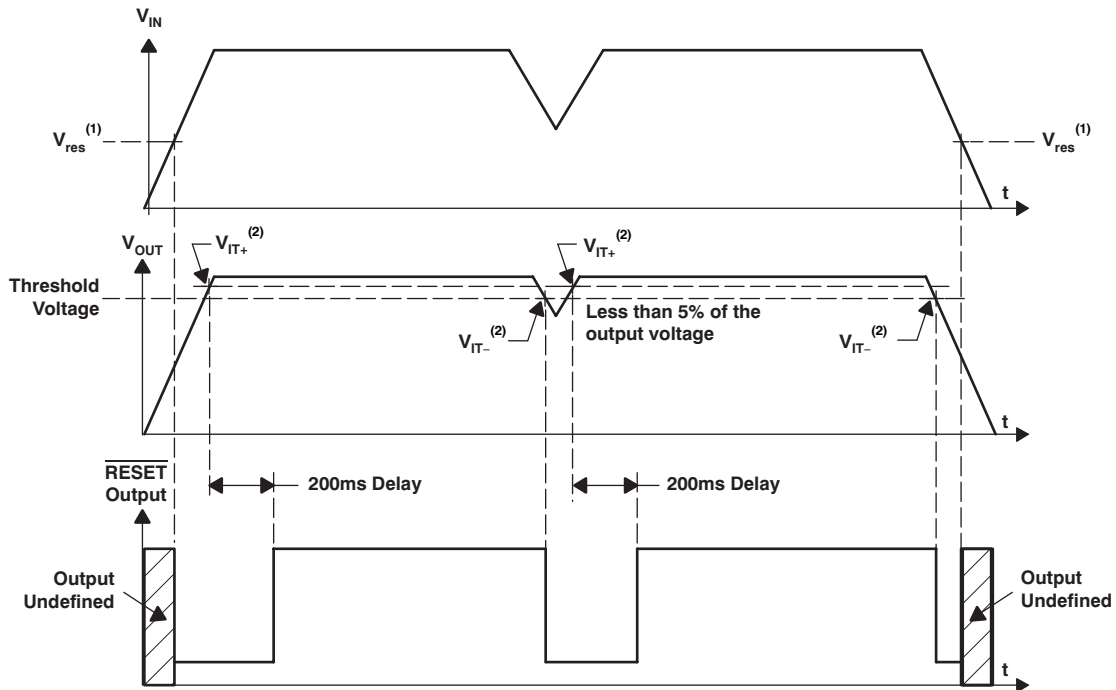 V_IN
V_res (1)
V_res (1)
t
V_OUT
V_IT+ (2)
V_IT+ (2)
Threshold
Voltage
Less than 5% of the
output voltage
V_IT– (2)
V_IT– (2)
t
RESET
Output
200ms Delay
200ms Delay
Output
Undefined
Output
Undefined
t